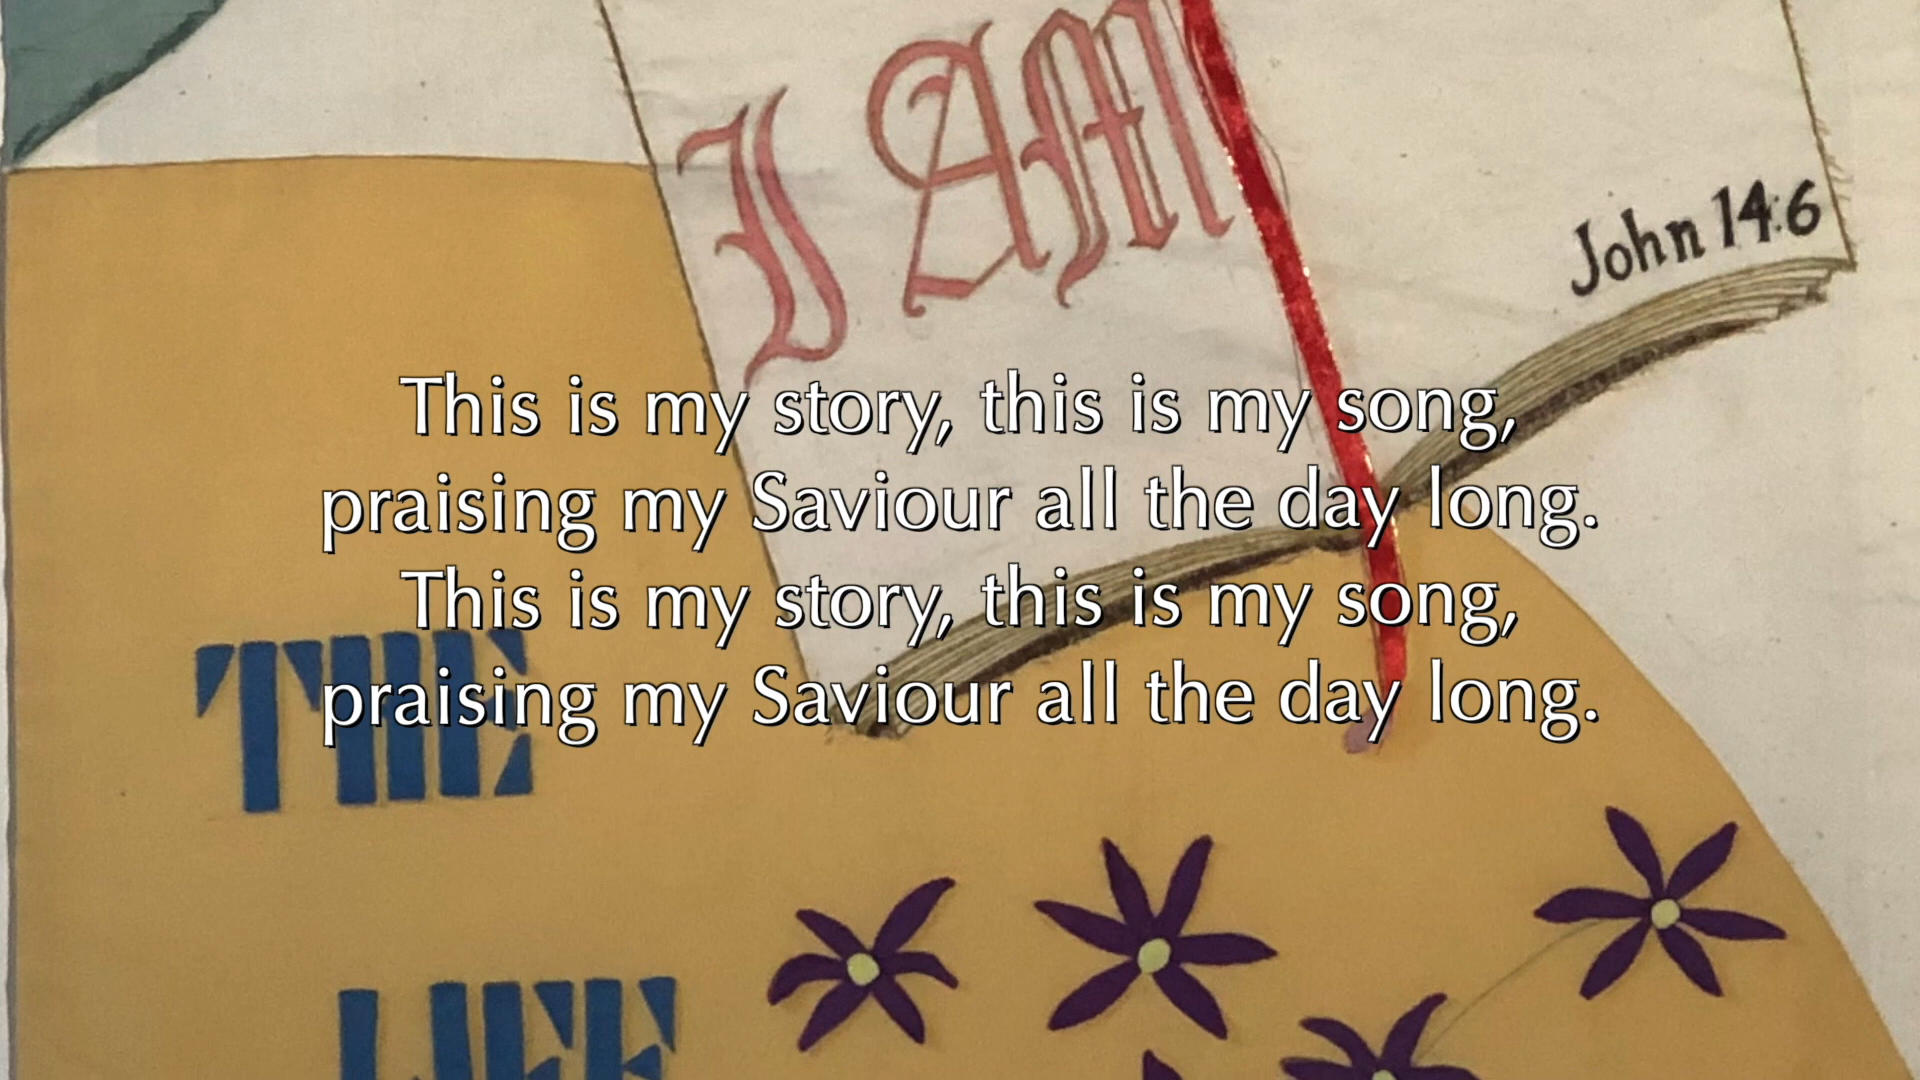 I AM
John 14:6
This is my story, this is my song,
praising my Saviour all the day long.
This is my story, this is my song,
praising my Saviour all the day long.
THE
LIFE